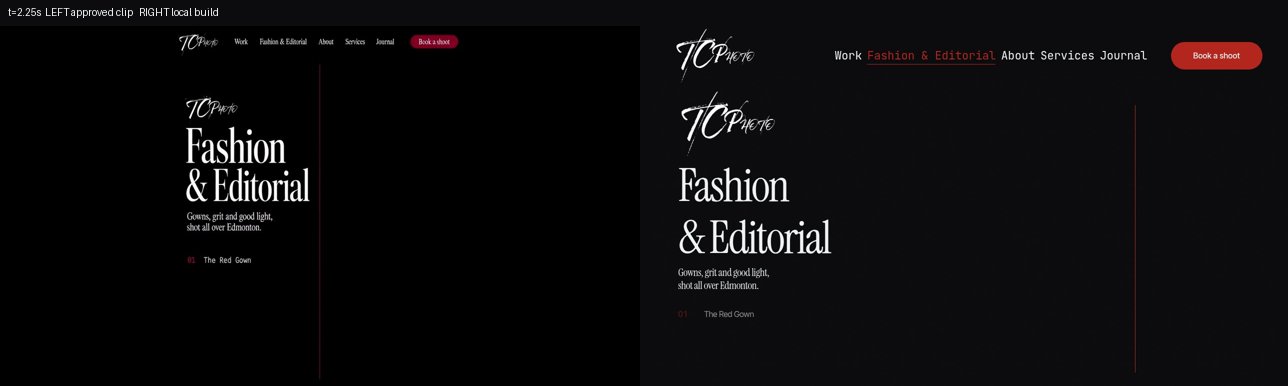 t=2.25s LEFT approved clip RIGHT local build
TCPHOTO Work Fashion & Editorial About Services Journal Book a shoot
TCPHOTO
Fashion
& Editorial
Gowns, grit and good light,
shot all over Edmonton.
01 The Red Gown
TCPHOTO Work Fashion & Editorial About Services Journal Book a shoot
TCPHOTO
Fashion
& Editorial
Gowns, grit and good light,
shot all over Edmonton.
01 The Red Gown